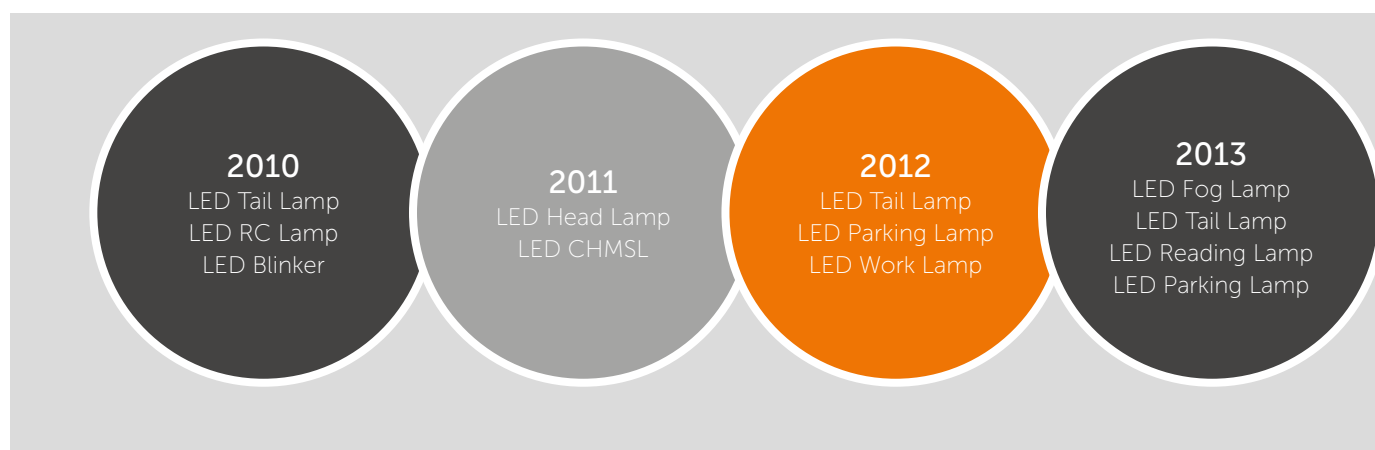 2010
LED Tail Lamp
LED RC Lamp
LED Blinker
2011
LED Head Lamp
LED CHMSL
2012
LED Tail Lamp
LED Parking Lamp
LED Work Lamp
2013
LED Fog Lamp
LED Tail Lamp
LED Reading Lamp
LED Parking Lamp